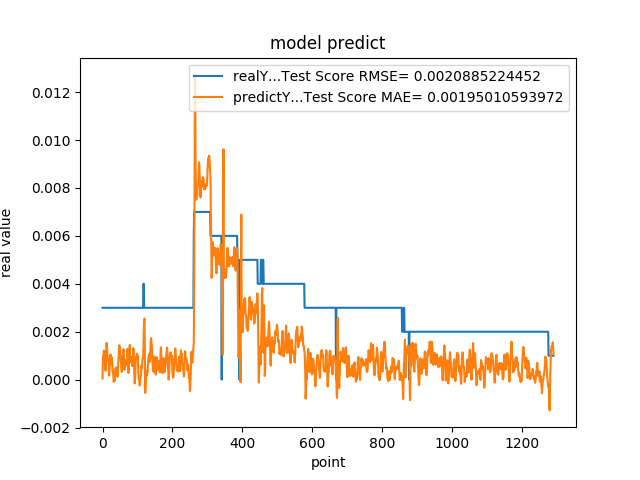 model predict
realY...Test Score RMSE= 0.0020885224452
predictY...Test Score MAE= 0.00195010593972
0.012
0.010
0.008
0.006
0.004
0.002
0.000
−0.002
real value
0 200 400 600 800 1000 1200
point